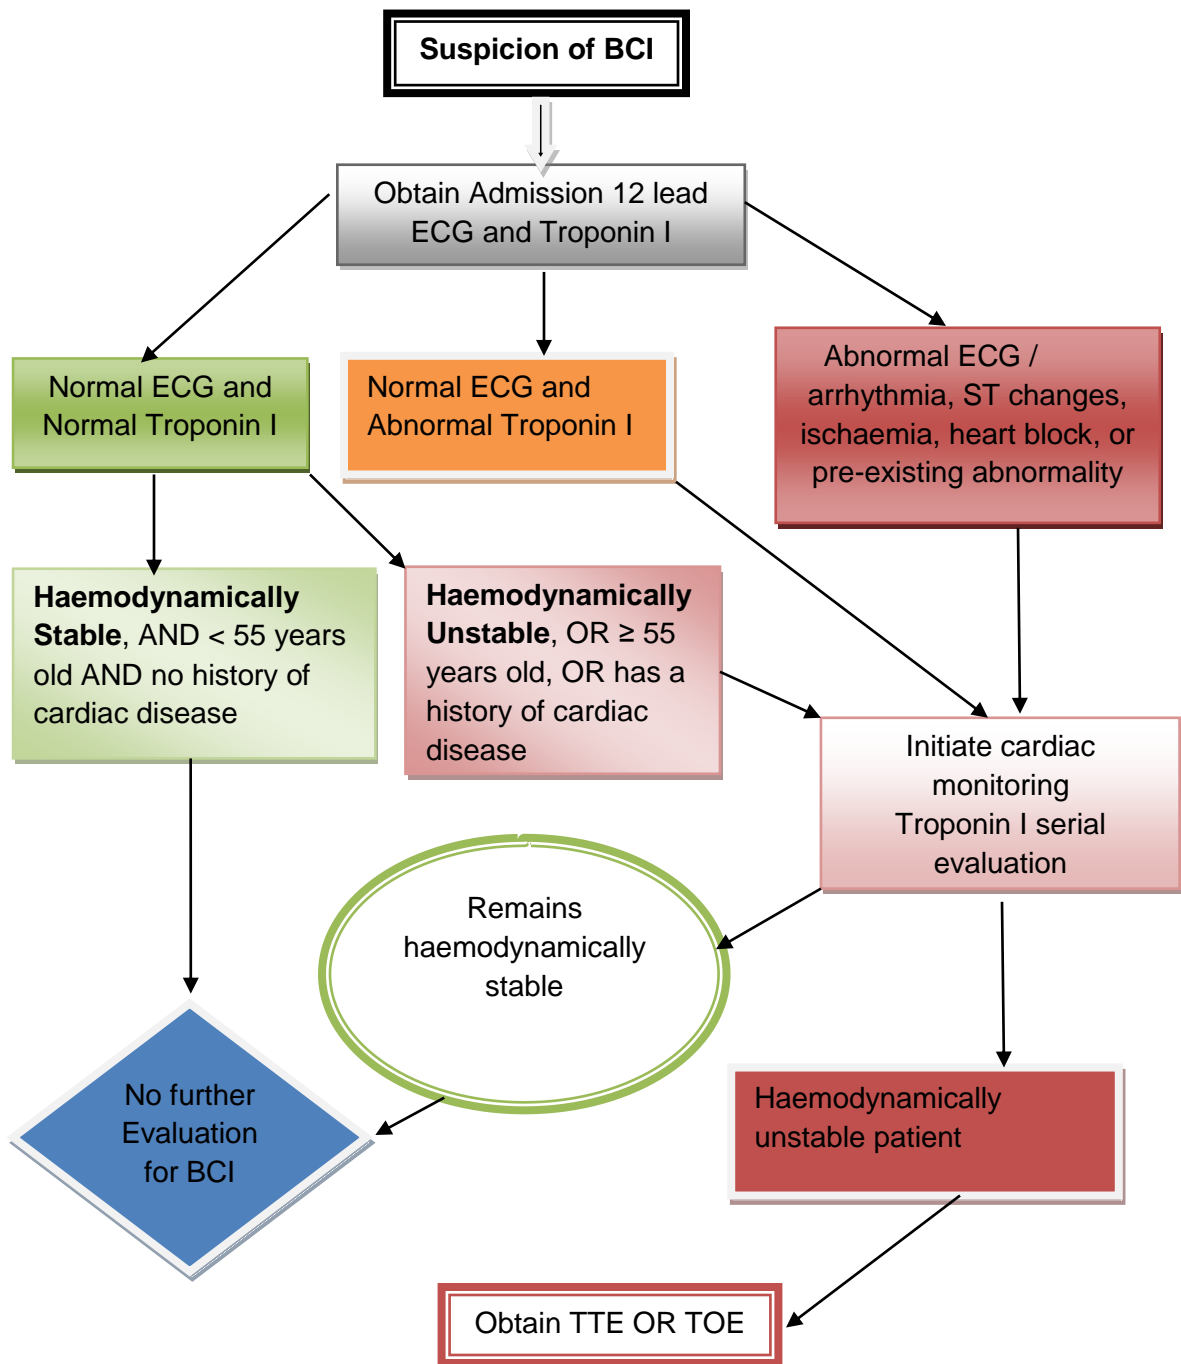 Suspicion of BCI
Obtain Admission 12 lead
ECG and Troponin I
Normal ECG and
Normal Troponin I
Normal ECG and
Abnormal Troponin I
Abnormal ECG /
arrhythmia, ST changes,
ischaemia, heart block, or
pre-existing abnormality
Haemodynamically
Stable, AND < 55 years
old AND no history of
cardiac disease
Haemodynamically
Unstable, OR ≥ 55
years old, OR has a
history of cardiac
disease
Initiate cardiac
monitoring
Troponin I serial
evaluation
Remains
haemodynamically
stable
No further
Evaluation
for BCI
Haemodynamically
unstable patient
Obtain TTE OR TOE